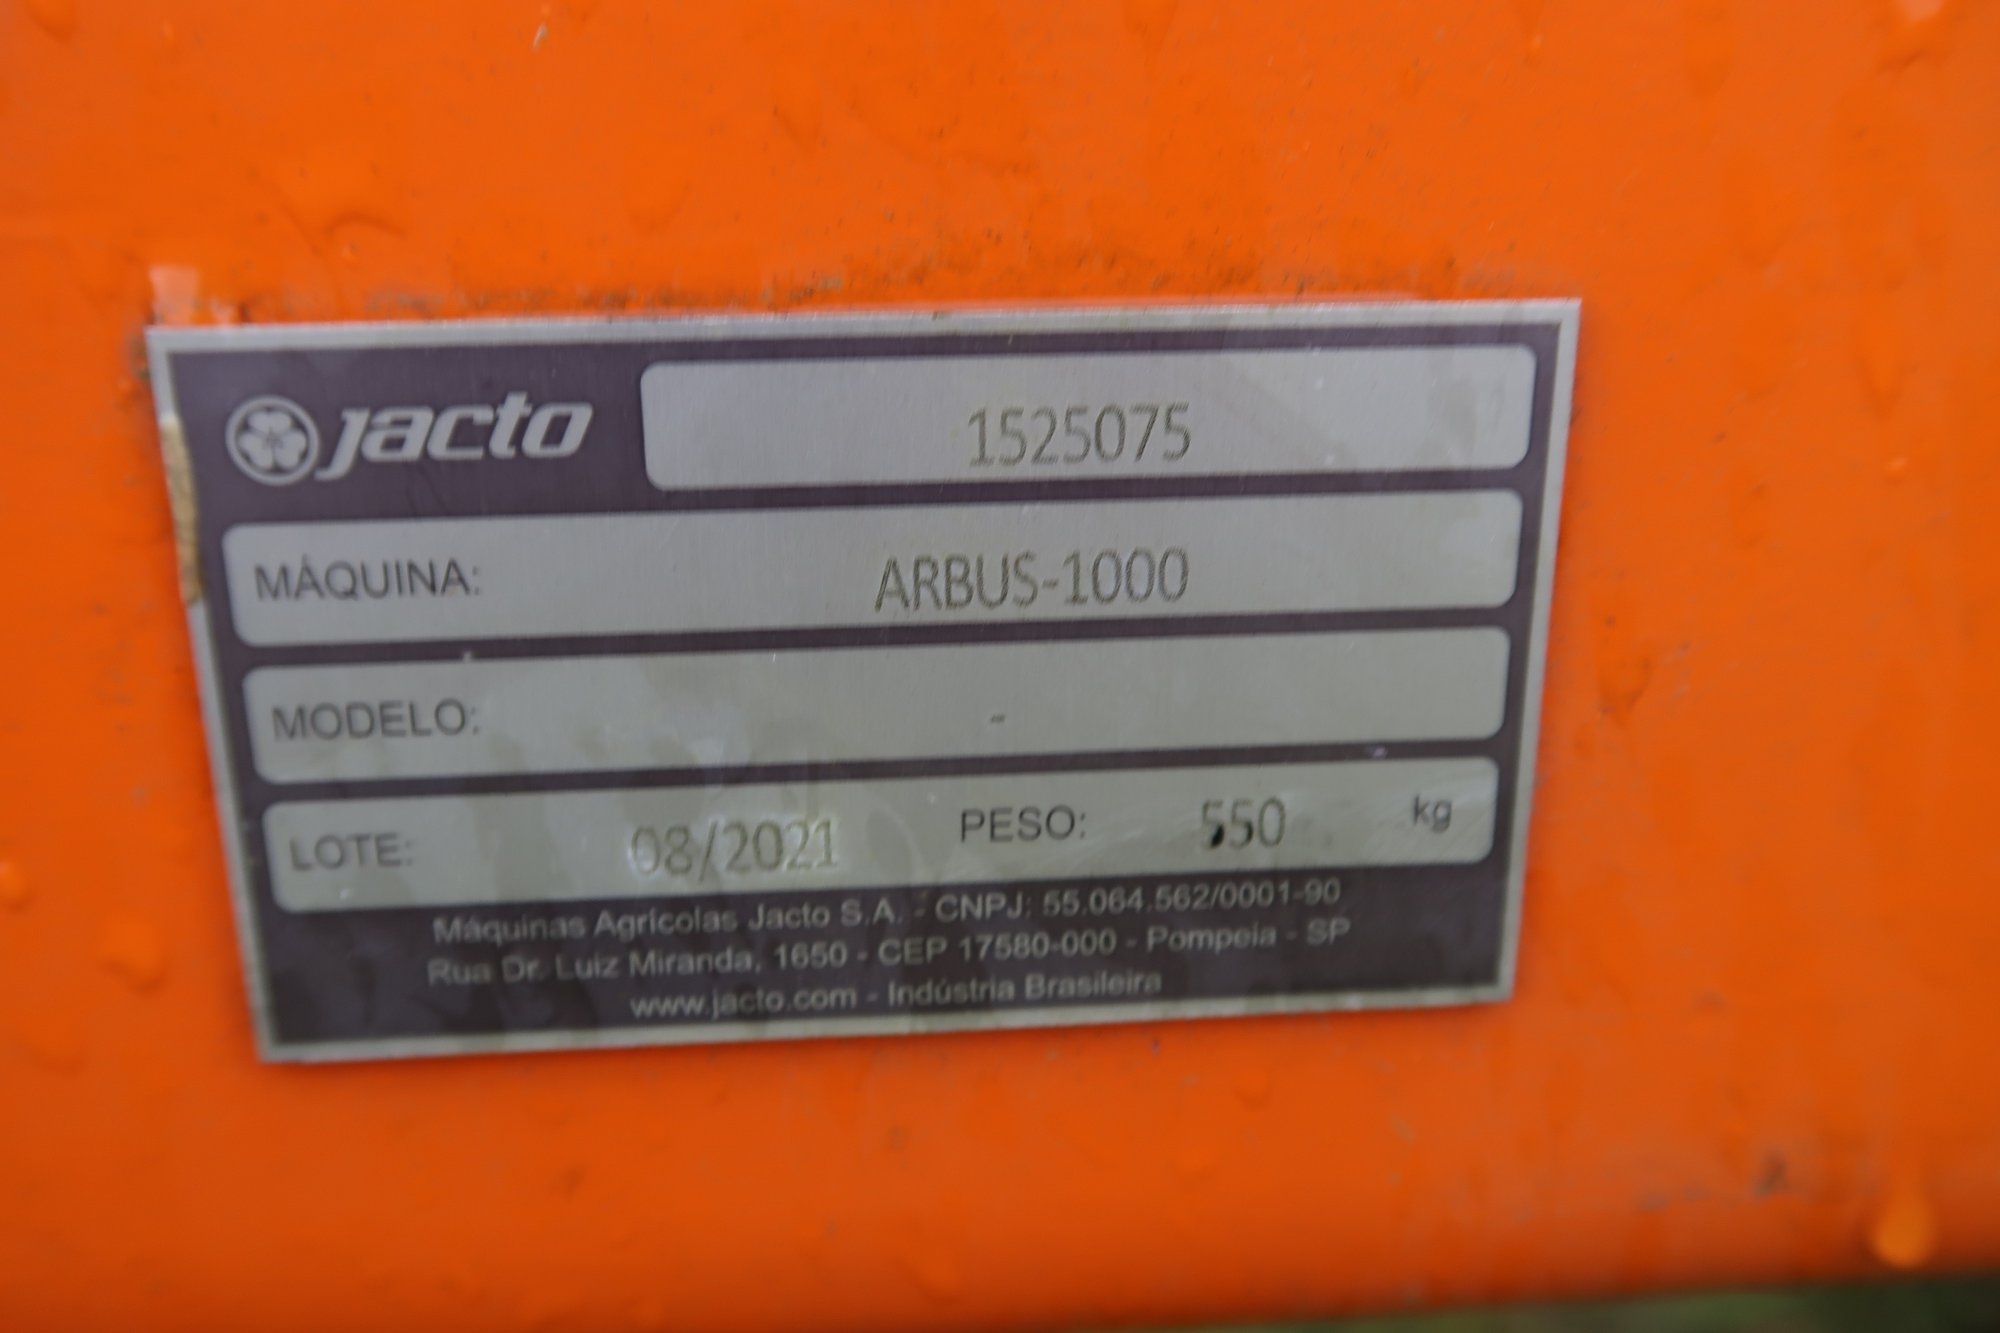 jacto 1525075
MÁQUINA: ARBUS-1000
MODELO: -
LOTE: 08/2021 PESO: 550 kg
Máquinas Agrícolas Jacto S.A. - CNPJ: 55.064.562/0001-90
Rua Dr. Luiz Miranda, 1650 - CEP 17580-000 - Pompeia - SP
www.jacto.com - Indústria Brasileira